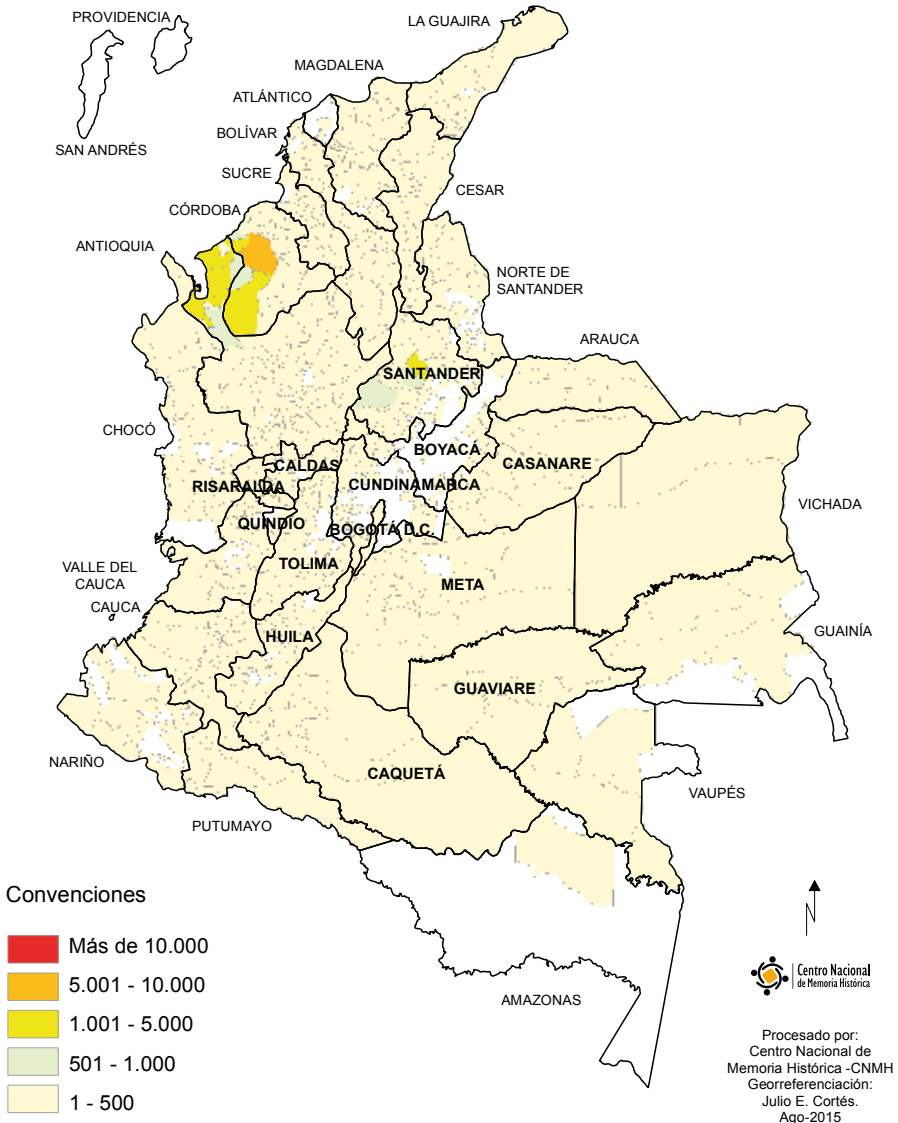 PROVIDENCIA
LA GUAJIRA
MAGDALENA
ATLÁNTICO
BOLÍVAR
SAN ANDRÉS
SUCRE
CESAR
CÓRDOBA
ANTIOQUIA
NORTE DE
SANTANDER
ARAUCA
SANTANDER
CHOCÓ
BOYACÁ
CALDAS
CASANARE
RISARALDA
CUNDINAMARCA
VICHADA
QUINDIO
BOGOTÁ D.C.
TOLIMA
VALLE DEL
CAUCA
META
CAUCA
GUAINÍA
HUILA
GUAVIARE
NARIÑO
CAQUETÁ
VAUPÉS
PUTUMAYO
Convenciones
Más de 10.000
5.001 - 10.000
1.001 - 5.000
501 - 1.000
1 - 500
AMAZONAS
N
Centro Nacional
de Memoria Histórica
Procesado por:
Centro Nacional de
Memoria Histórica -CNMH
Georreferenciación:
Julio E. Cortés.
Ago-2015